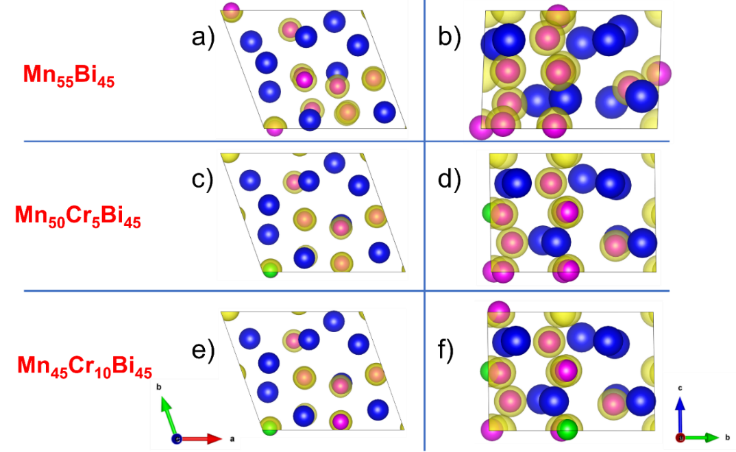 a)
b)
Mn₅₅Bi₄₅
c)
d)
Mn₅₀Cr₅Bi₄₅
e)
f)
Mn₄₅Cr₁₀Bi₄₅
b
a
c
b